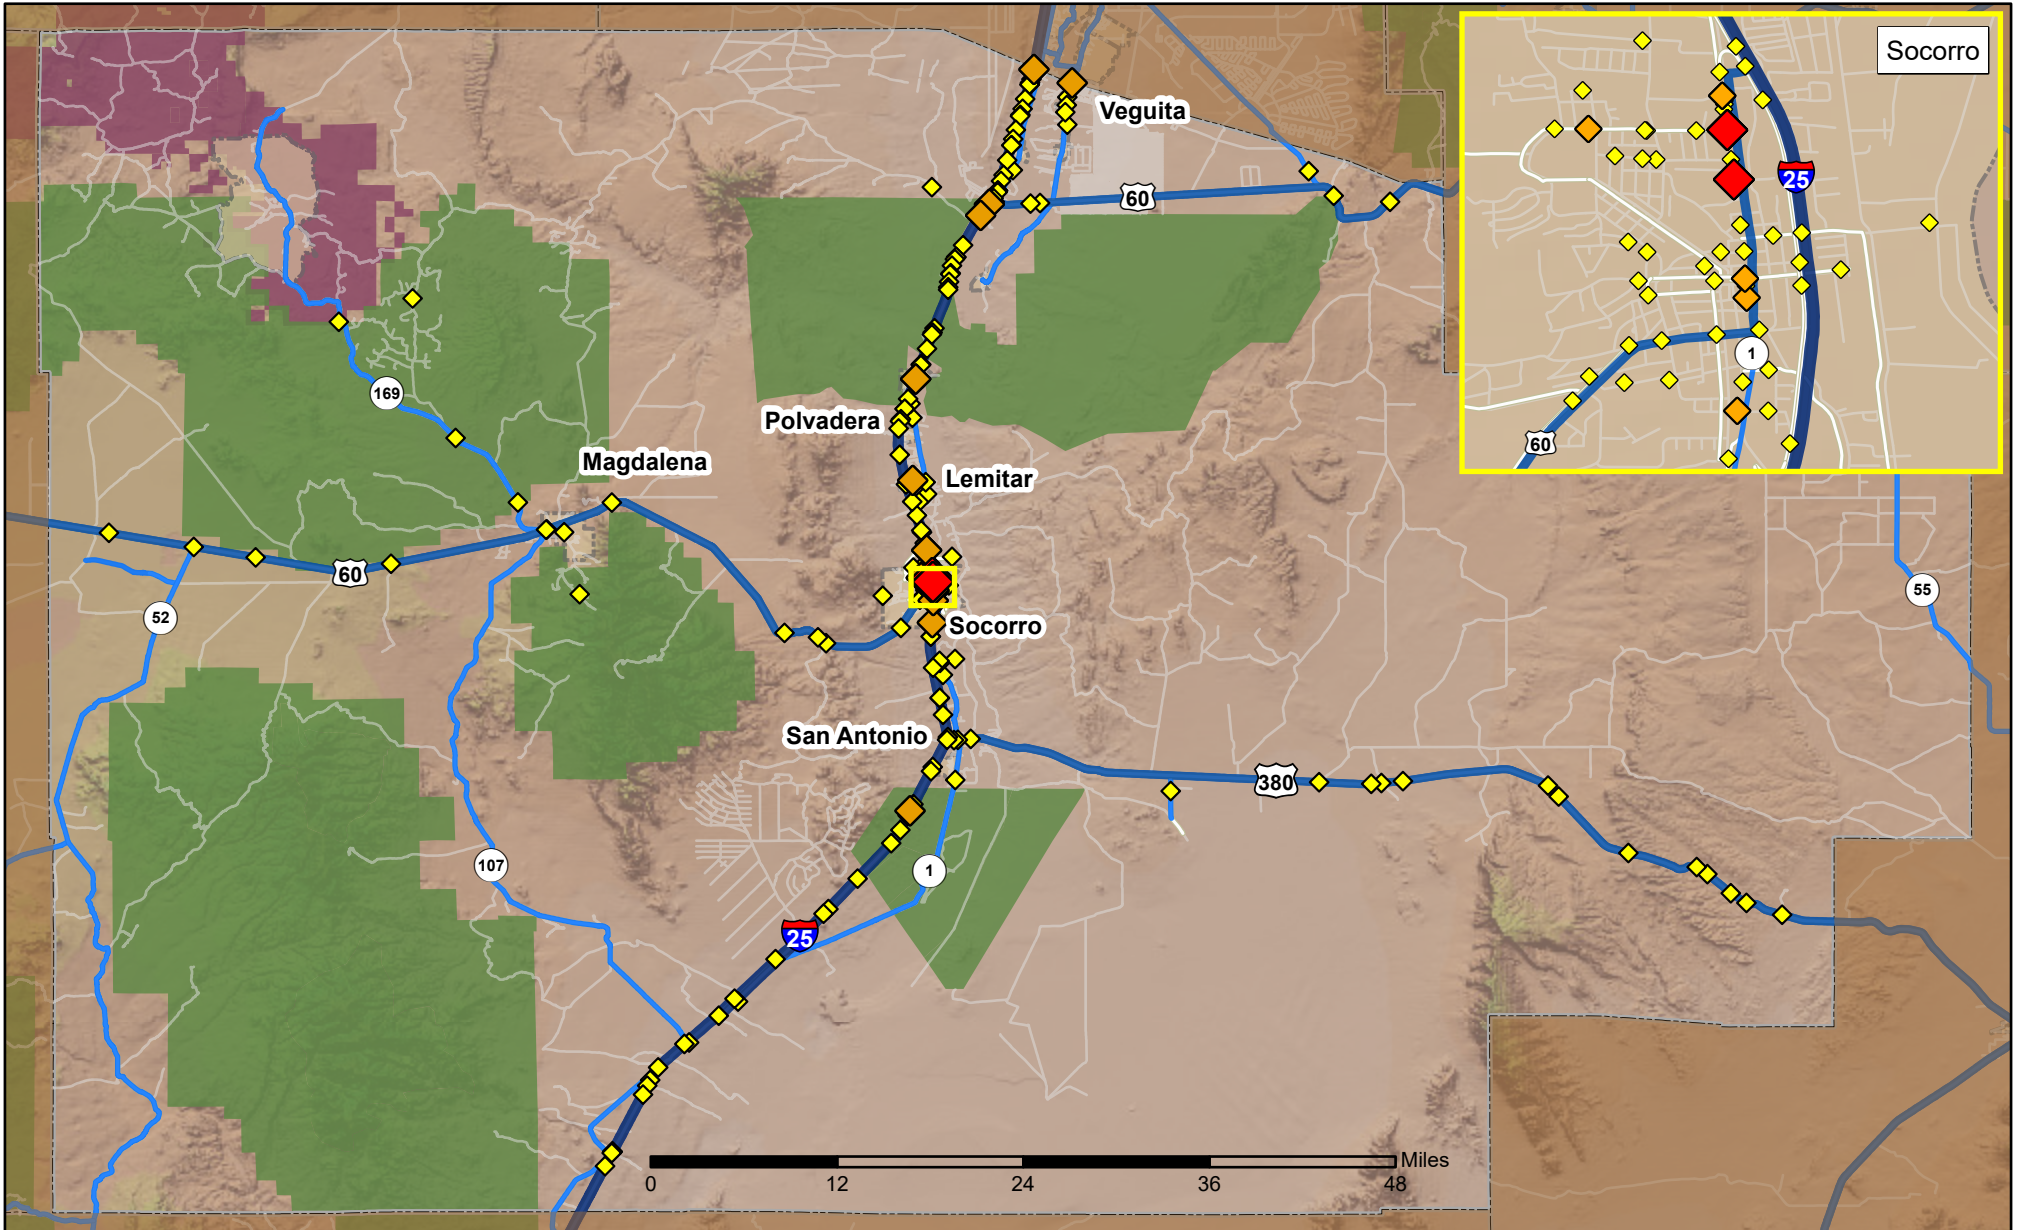 Socorro
25
1
60
Veguita
60
169
Polvadera
Magdalena
Lemitar
60
52
55
Socorro
San Antonio
380
107
1
25
Miles
0 12 24 36 48